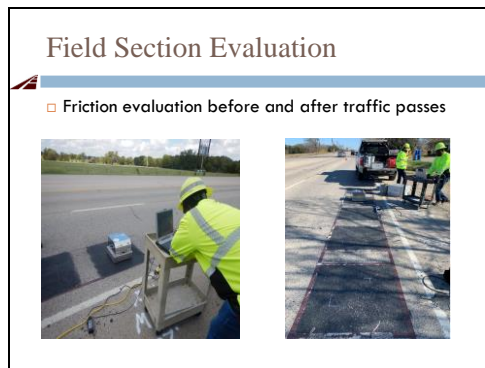 Field Section Evaluation
Friction evaluation before and after traffic passes